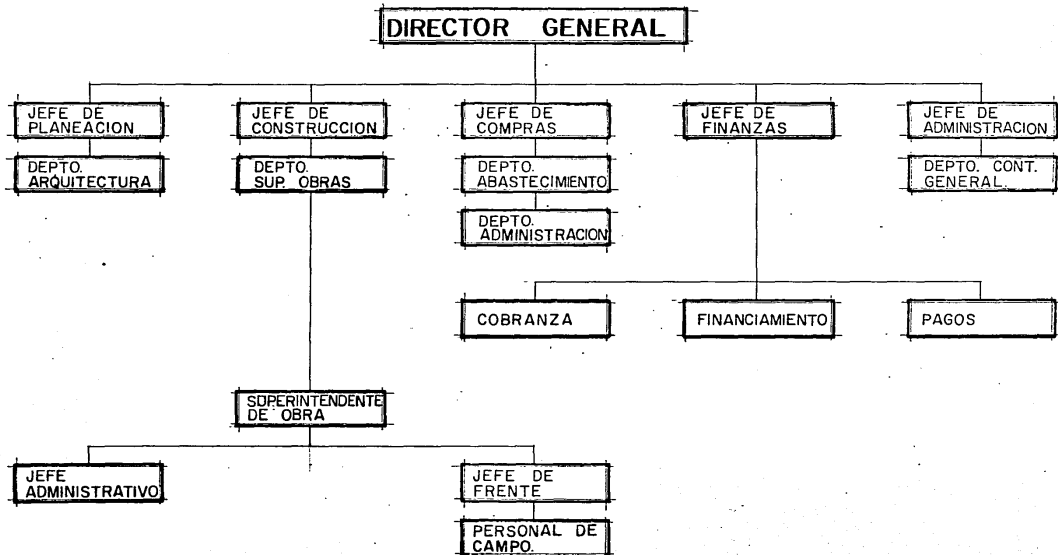 DIRECTOR GENERAL
JEFE DE
PLANEACION
JEFE DE
CONSTRUCCION
JEFE DE
COMPRAS
JEFE DE
FINANZAS
JEFE DE
ADMINISTRACION
DEPTO.
ARQUITECTURA
DEPTO.
SUP. OBRAS
DEPTO.
ABASTECIMIENTO
DEPTO. CONT.
GENERAL.
DEPTO.
ADMINISTRACION
COBRANZA
FINANCIAMIENTO
PAGOS
SUPERINTENDENTE
DE OBRA
JEFE
ADMINISTRATIVO
JEFE DE
FRENTE
PERSONAL DE
CAMPO.